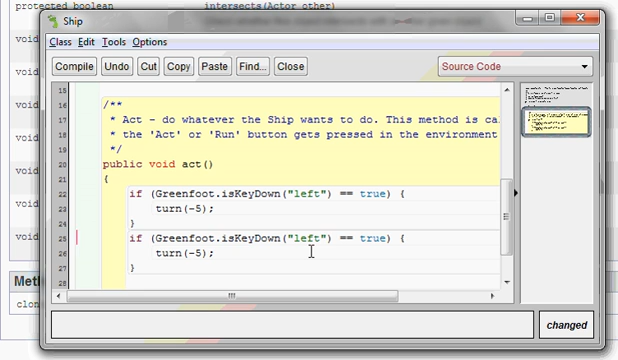 protected boolean intersects(Actor other)
void
void
void
void
void
void
void
Meth
clon
Ship
Class Edit Tools Options
Compile Undo Cut Copy Paste Find... Close Source Code
15
16 /**
17 * Act - do whatever the Ship wants to do. This method is cal
18 * the 'Act' or 'Run' button gets pressed in the environment
19 */
20 public void act()
21 {
22 if (Greenfoot.isKeyDown("left") == true) {
23 turn(-5);
24 }
25 if (Greenfoot.isKeyDown("left") == true) {
26 turn(-5);
27 }
28
changed